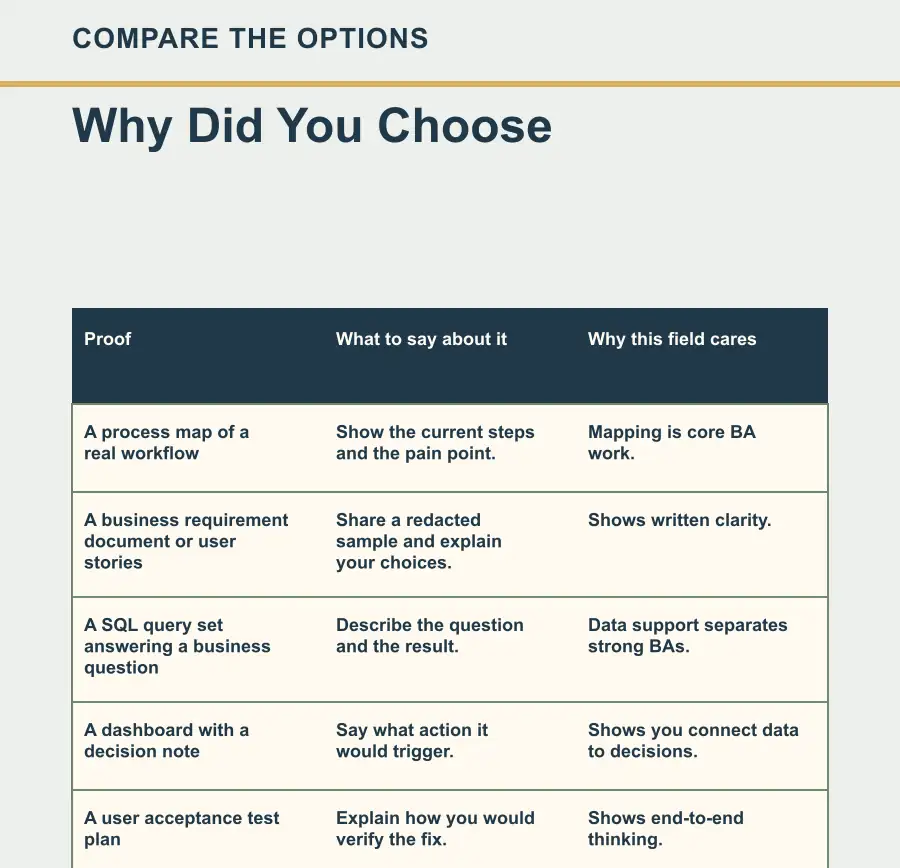 COMPARE THE OPTIONS
Why Did You Choose
Proof
What to say about it
Why this field cares
A process map of a
real workflow
Show the current steps
and the pain point.
Mapping is core BA
work.
A business requirement
document or user
stories
Share a redacted
sample and explain
your choices.
Shows written clarity.
A SQL query set
answering a business
question
Describe the question
and the result.
Data support separates
strong BAs.
A dashboard with a
decision note
Say what action it
would trigger.
Shows you connect data
to decisions.
A user acceptance test
plan
Explain how you would
verify the fix.
Shows end-to-end
thinking.